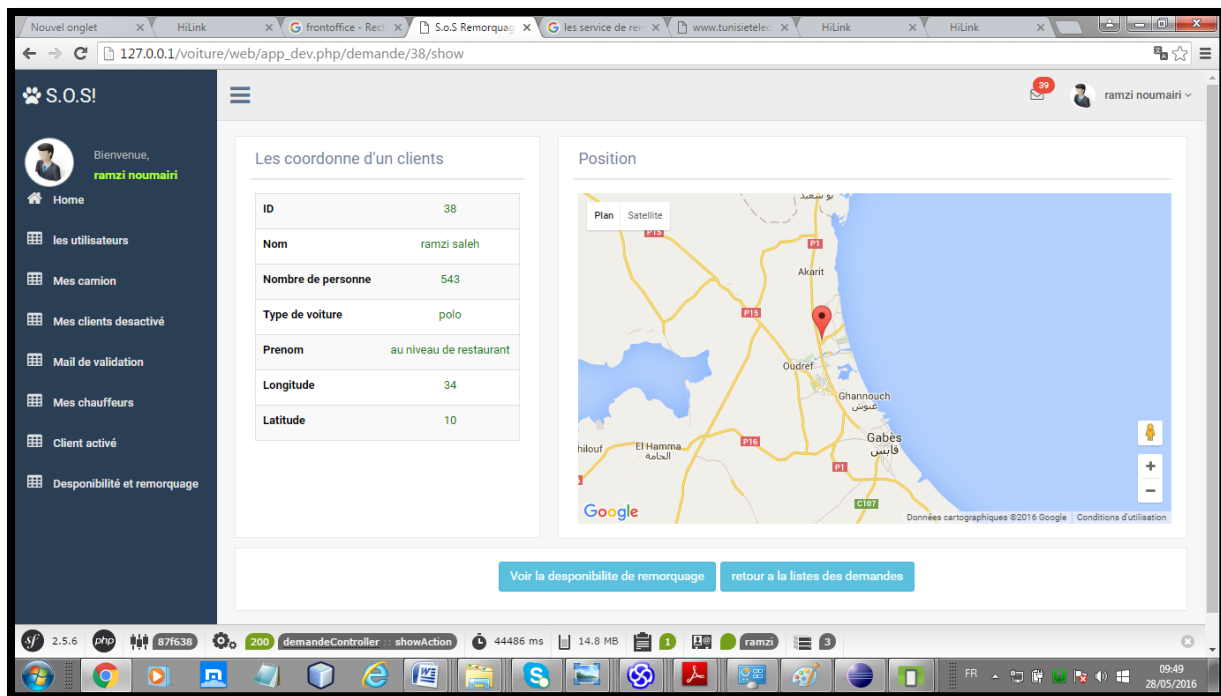 Nouvel onglet HiLink frontoffice - Rech S.o.S Remorquag les service de rem www.tunisietelec HiLink HiLink
127.0.0.1/voiture/web/app_dev.php/demande/38/show
S.O.S!
39
ramzi noumairi
Bienvenue,
ramzi noumairi
Home
les utilisateurs
Mes camion
Mes clients desactivé
Mail de validation
Mes chauffeurs
Client activé
Desponibilité et remorquage
Les coordonne d'un clients
ID 38
Nom ramzi saleh
Nombre de personne 543
Type de voiture polo
Prenom au niveau de restaurant
Longitude 34
Latitude 10
Position
بو سعيد
Plan Satellite
P15
P1
Akarit
P15
Oudref
Ghannouch
غنوش
Gabès
قابس
hilouf
El Hamma
الحامة
P16
P1
C107
Google
Données cartographiques ©2016 Google Conditions d'utilisation
Voir la desponibilite de remorquage retour a la listes des demandes
sf 2.5.6 php 87f638 200 demandeController :: showAction 44486 ms 14.8 MB 1 ramzi 3
FR 09:49
28/05/2016